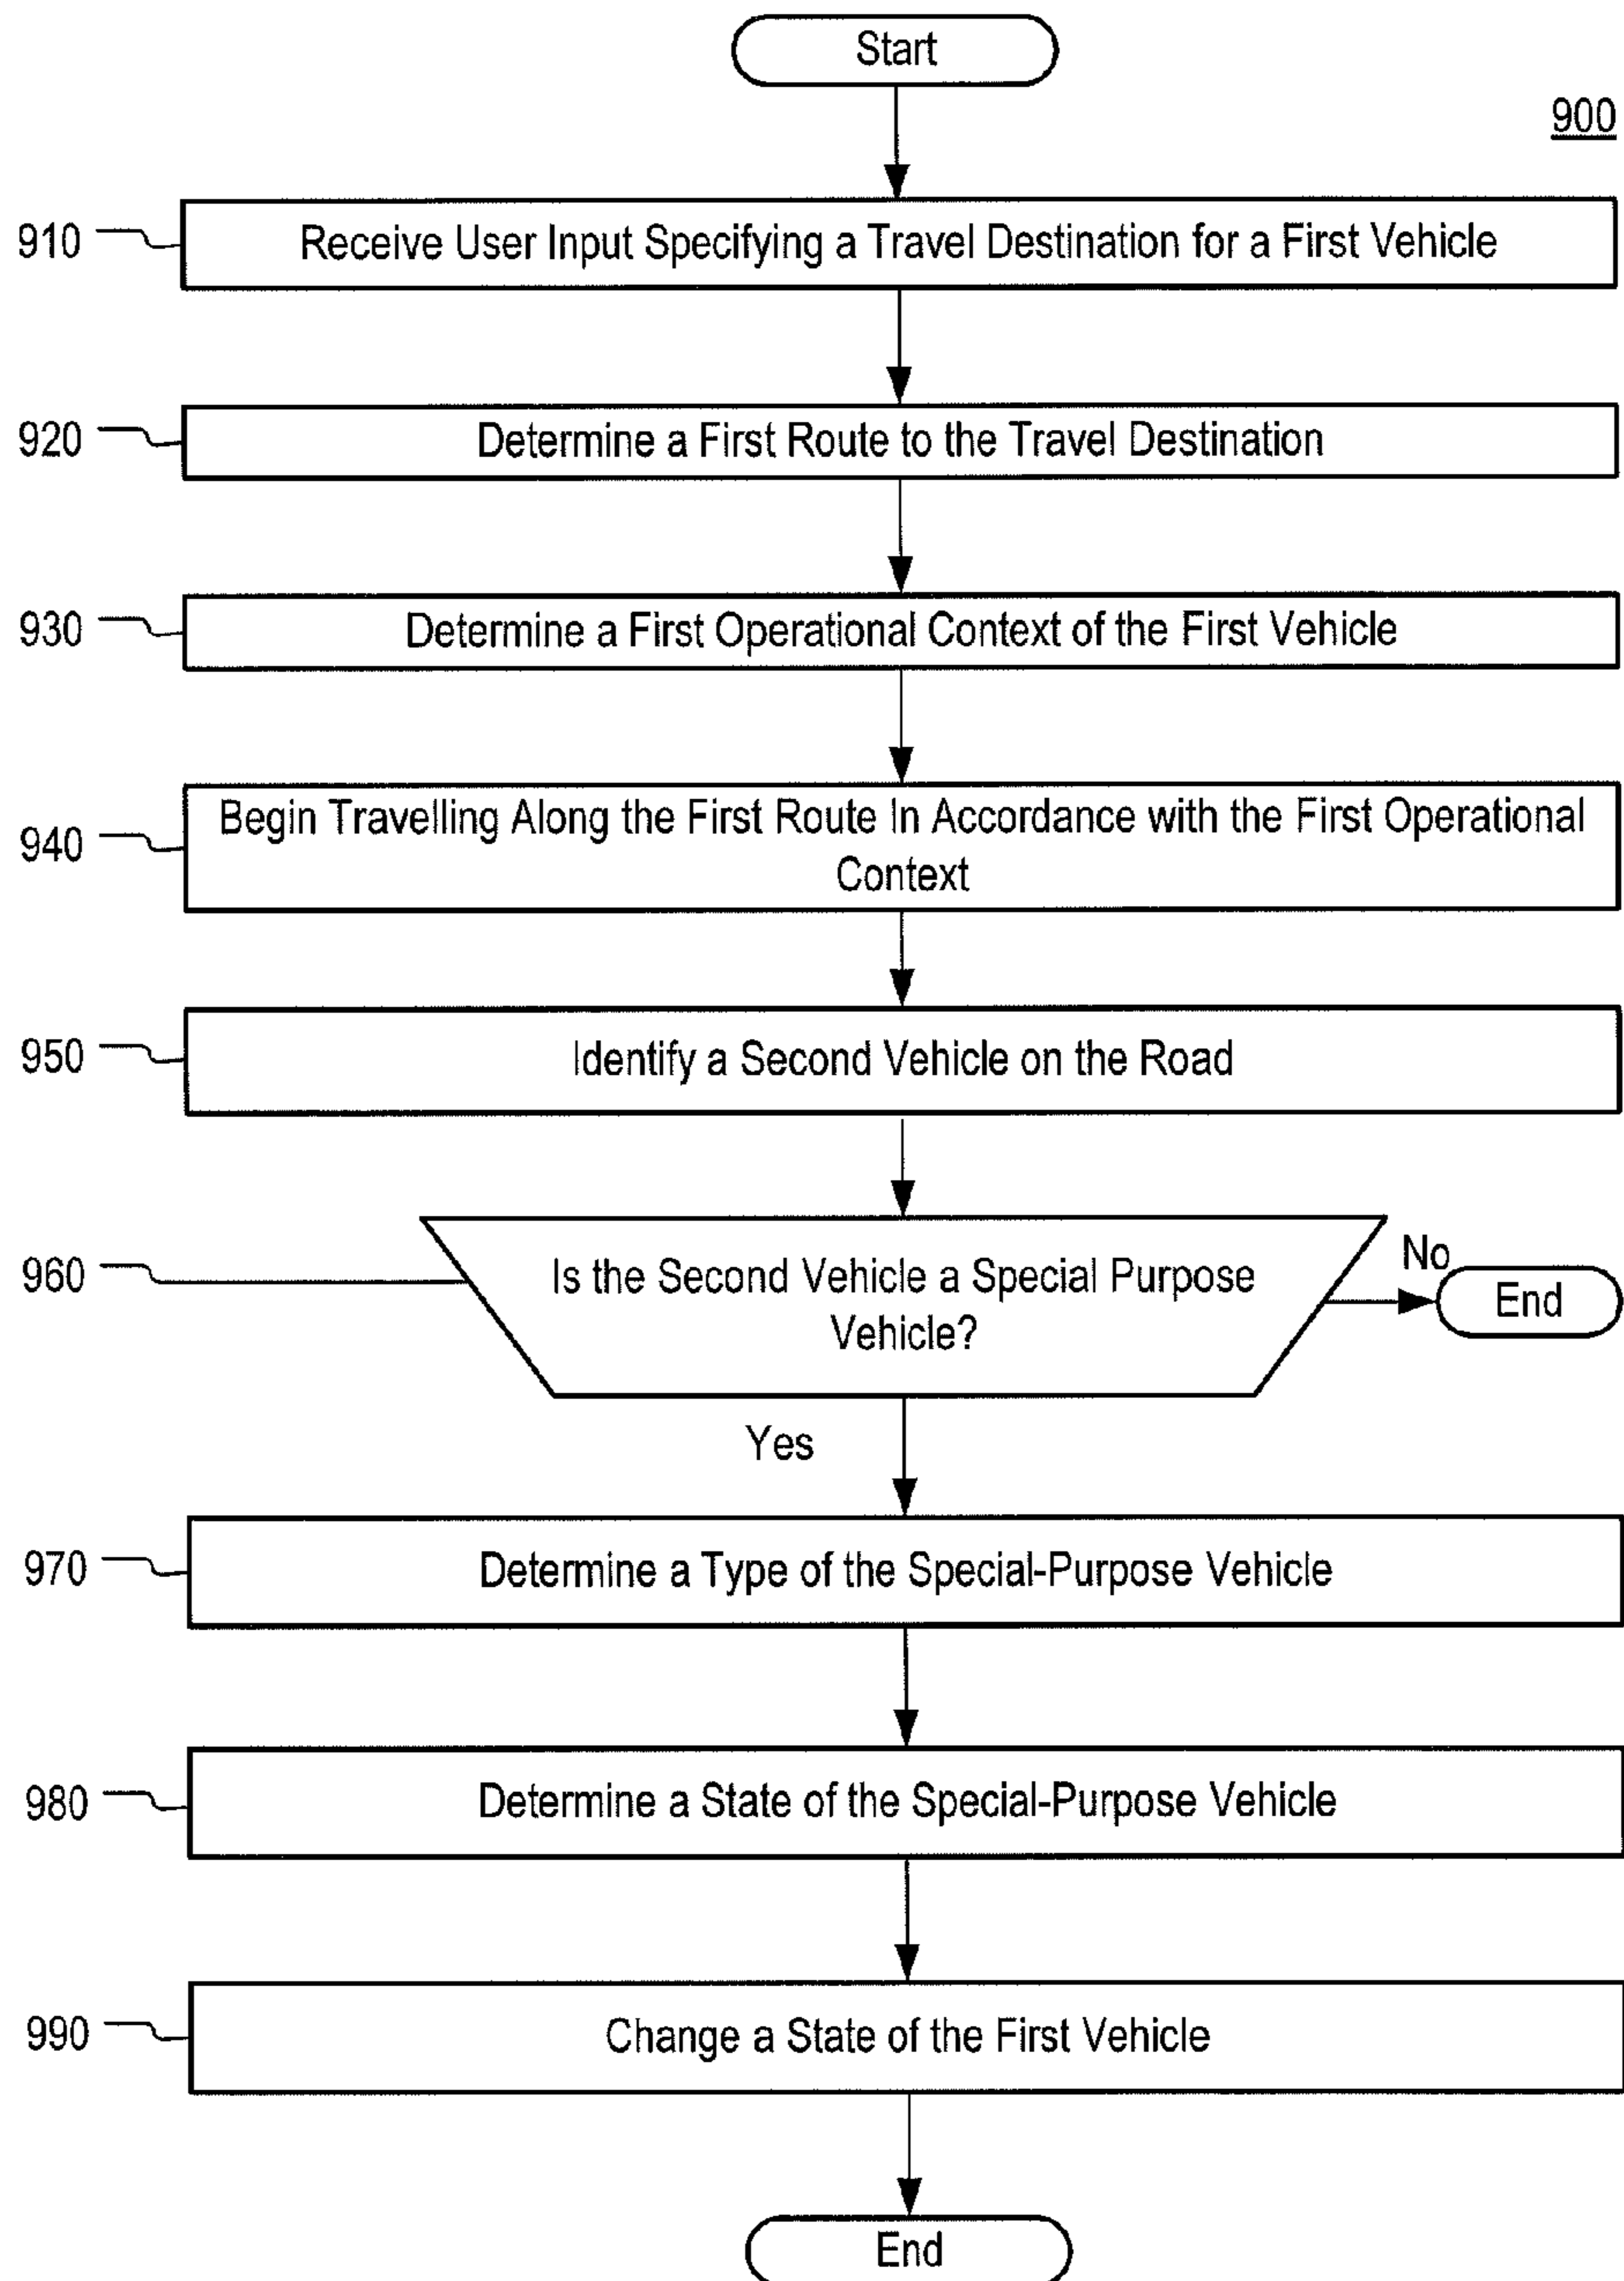 Start
900
910
Receive User Input Specifying a Travel Destination for a First Vehicle
920
Determine a First Route to the Travel Destination
930
Determine a First Operational Context of the First Vehicle
940
Begin Travelling Along the First Route In Accordance with the First Operational
Context
950
Identify a Second Vehicle on the Road
960
Is the Second Vehicle a Special Purpose
Vehicle?
No
End
Yes
970
Determine a Type of the Special-Purpose Vehicle
980
Determine a State of the Special-Purpose Vehicle
990
Change a State of the First Vehicle
End